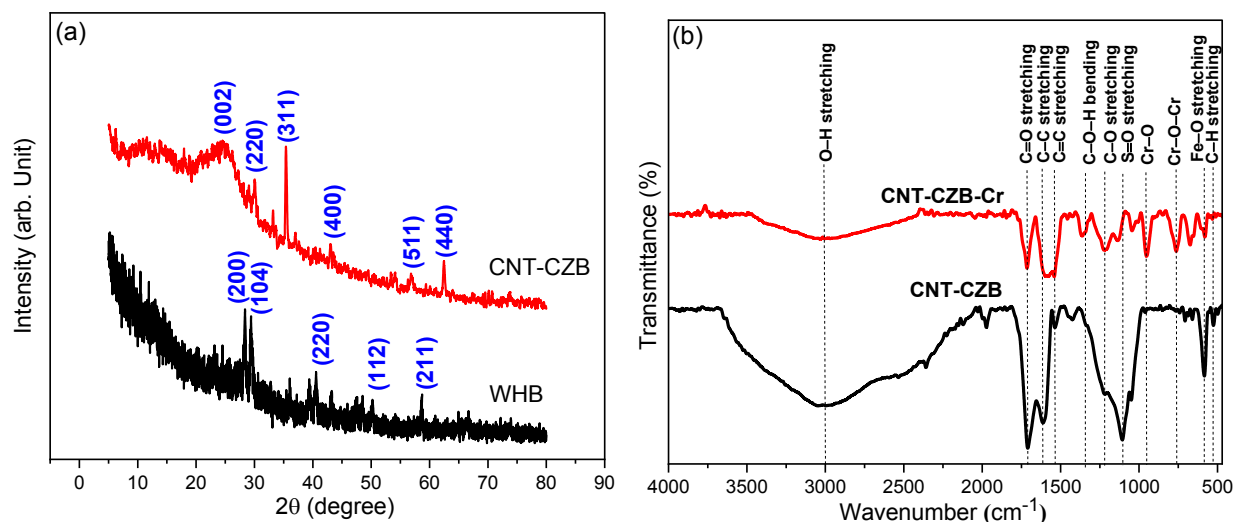 (a)
Intensity (arb. Unit)
(002)
(220)
(311)
(400)
(511)
(440)
CNT-CZB
(200)
(104)
(220)
(112)
(211)
WHB
0 10 20 30 40 50 60 70 80 90
2θ (degree)
(b)
Transmittance (%)
O–H stretching
C=O stretching
C–C stretching
C=C stretching
C–O–H bending
C–O stretching
S=O stretching
Cr–O
Cr–O–Cr
Fe–O stretching
C–H stretching
CNT-CZB-Cr
CNT-CZB
4000 3500 3000 2500 2000 1500 1000 500
Wavenumber (cm⁻¹)